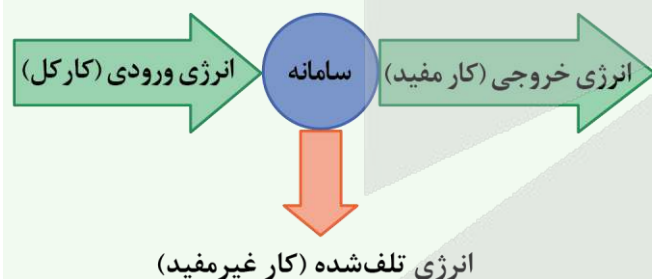 انرژی ورودی (کار کل)
سامانه
انرژی خروجی (کار مفید)
انرژی تلف‌شده (کار غیرمفید)